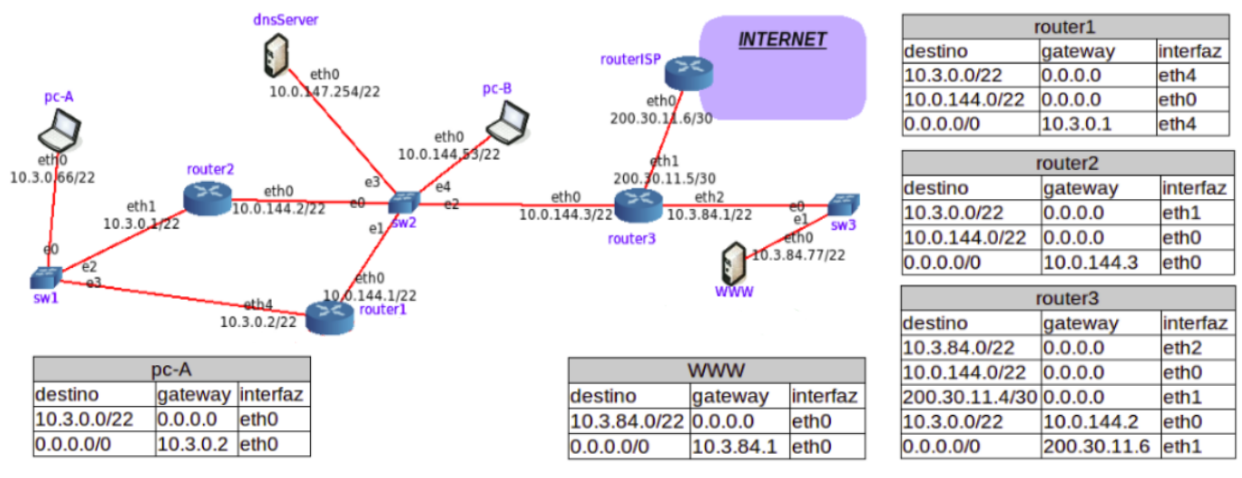 dnsServer
eth0
10.0.147.254/22
pc-A
eth0
10.3.0.66/22
pc-B
eth0
10.0.144.53/22
INTERNET
routerISP
eth0
200.30.11.6/30
eth1
200.30.11.5/30
router2
eth1
10.3.0.1/22
eth0
10.0.144.2/22
e3
e4
e0
e2
e1
sw2
eth0
10.0.144.3/22
eth2
10.3.84.1/22
router3
e0
e1
sw3
eth0
10.3.84.77/22
WWW
e0
e2
e3
sw1
eth4
10.3.0.2/22
eth0
10.0.144.1/22
router1
pc-A
destino gateway interfaz
10.3.0.0/22 0.0.0.0 eth0
0.0.0.0/0 10.3.0.2 eth0
WWW
destino gateway interfaz
10.3.84.0/22 0.0.0.0 eth0
0.0.0.0/0 10.3.84.1 eth0
router1
destino gateway interfaz
10.3.0.0/22 0.0.0.0 eth4
10.0.144.0/22 0.0.0.0 eth0
0.0.0.0/0 10.3.0.1 eth4
router2
destino gateway interfaz
10.3.0.0/22 0.0.0.0 eth1
10.0.144.0/22 0.0.0.0 eth0
0.0.0.0/0 10.0.144.3 eth0
router3
destino gateway interfaz
10.3.84.0/22 0.0.0.0 eth2
10.0.144.0/22 0.0.0.0 eth0
200.30.11.4/30 0.0.0.0 eth1
10.3.0.0/22 10.0.144.2 eth0
0.0.0.0/0 200.30.11.6 eth1